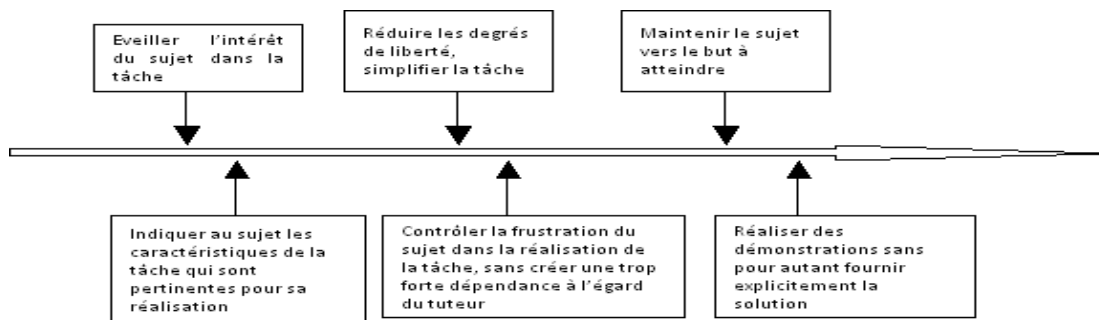 Eveiller l'intérêt
du sujet dans la
tâche
Réduire les degrés
de liberté,
simplifier la tâche
Maintenir le sujet
vers le but à
atteindre
Indiquer au sujet les
caractéristiques de la
tâche qui sont
pertinentes pour sa
réalisation
Contrôler la frustration du
sujet dans la réalisation de
la tâche, sans créer une trop
forte dépendance à l'égard
du tuteur
Réaliser des
démonstrations sans
pour autant fournir
explicitement la
solution